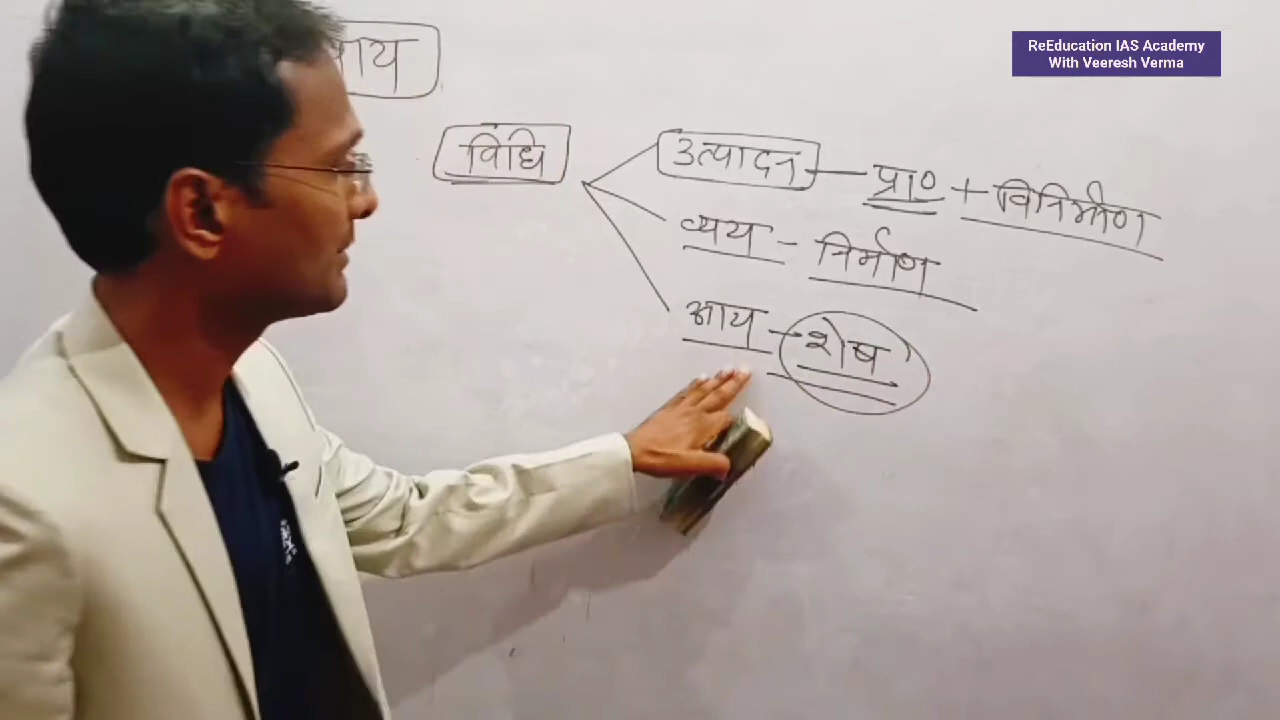 ReEducation IAS Academy
With Veeresh Verma
विधि
उत्पादन — प्रा० + विनिर्माण
व्यय - निर्माण
आय - शेष